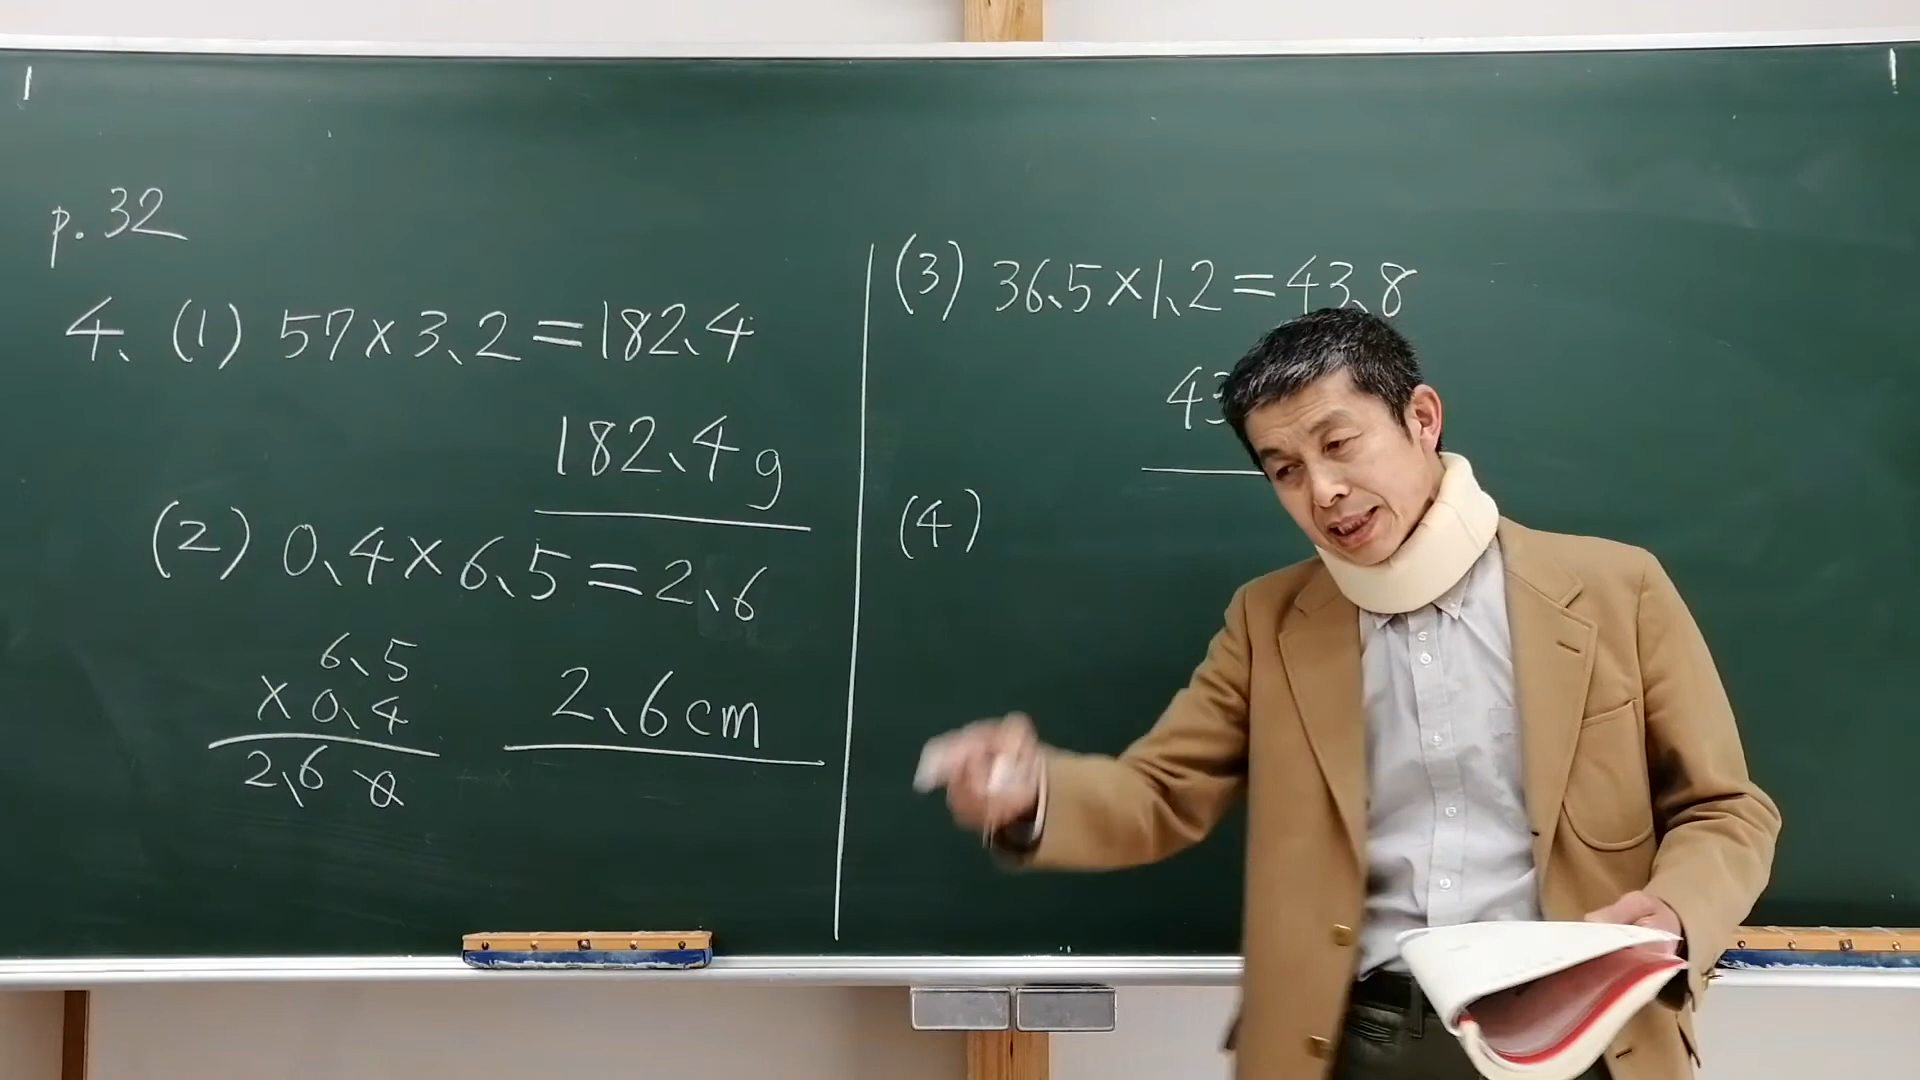 p.32
4、(1) 57×3、2=182、4
182、4g
(2) 0、4×6、5=2、6
6、5
×0、4
2、60
2、6cm
(3) 36、5×1、2=43、8
43
(4)